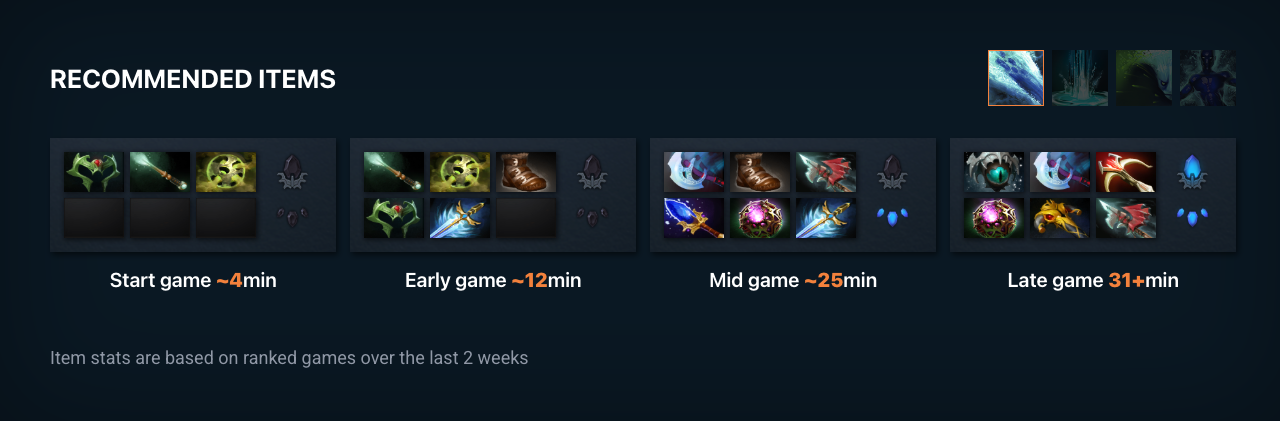 RECOMMENDED ITEMS
Start game ~4min
Early game ~12min
Mid game ~25min
Late game 31+min
Item stats are based on ranked games over the last 2 weeks